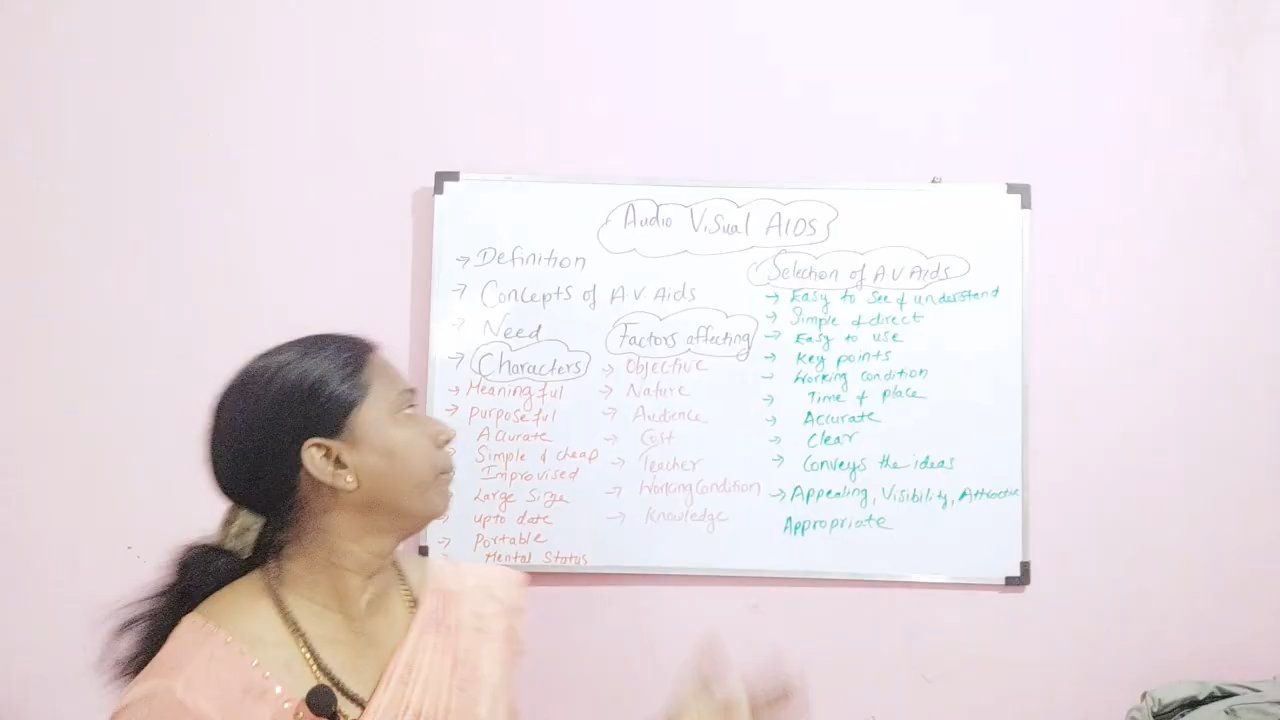 Audio Visual AIDS
→ Definition
→ Concepts of A V Aids
→ Need
→ Characters
→ Meaningful
→ Purposeful
Accurate
Simple & cheap
Improvised
Large Size
→ upto date
→ Portable
Mental Status
Factors affecting
→ Objective
→ Nature
→ Audience
→ Cost
→ Teacher
→ Working Condition
→ Knowledge
Selection of A V Aids
→ Easy to see & understand
→ Simple & direct
→ Easy to use
→ Key points
→ Working condition
→ Time & place
→ Accurate
→ Clear
→ Conveys the ideas
→ Appealing, Visibility, Attractive
Appropriate